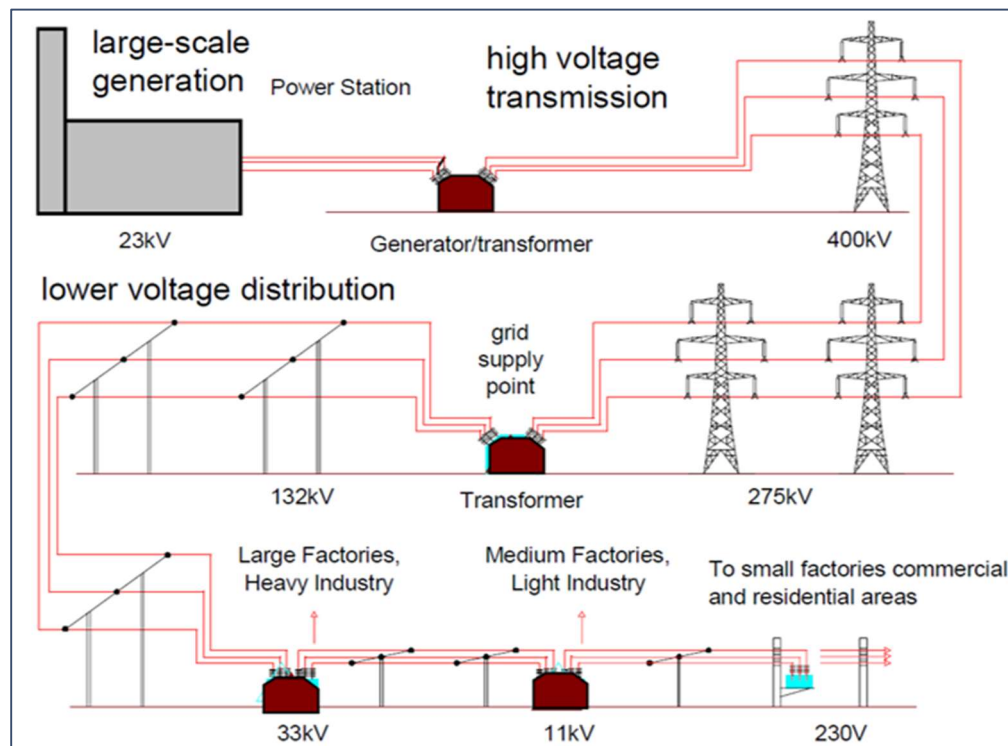 large-scale
generation
Power Station
high voltage
transmission
23kV
Generator/transformer
400kV
lower voltage distribution
grid
supply
point
132kV
Transformer
275kV
Large Factories,
Heavy Industry
Medium Factories,
Light Industry
To small factories commercial
and residential areas
33kV
11kV
230V